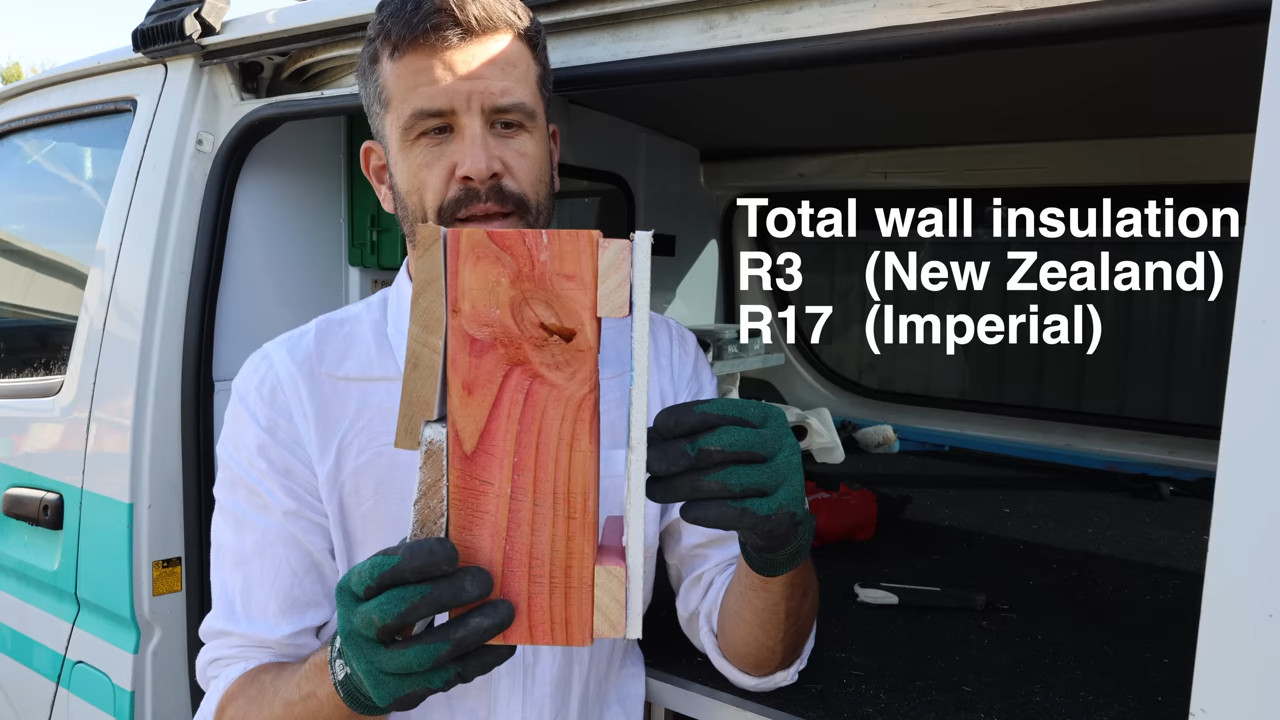 Total wall insulation
R3 (New Zealand)
R17 (Imperial)